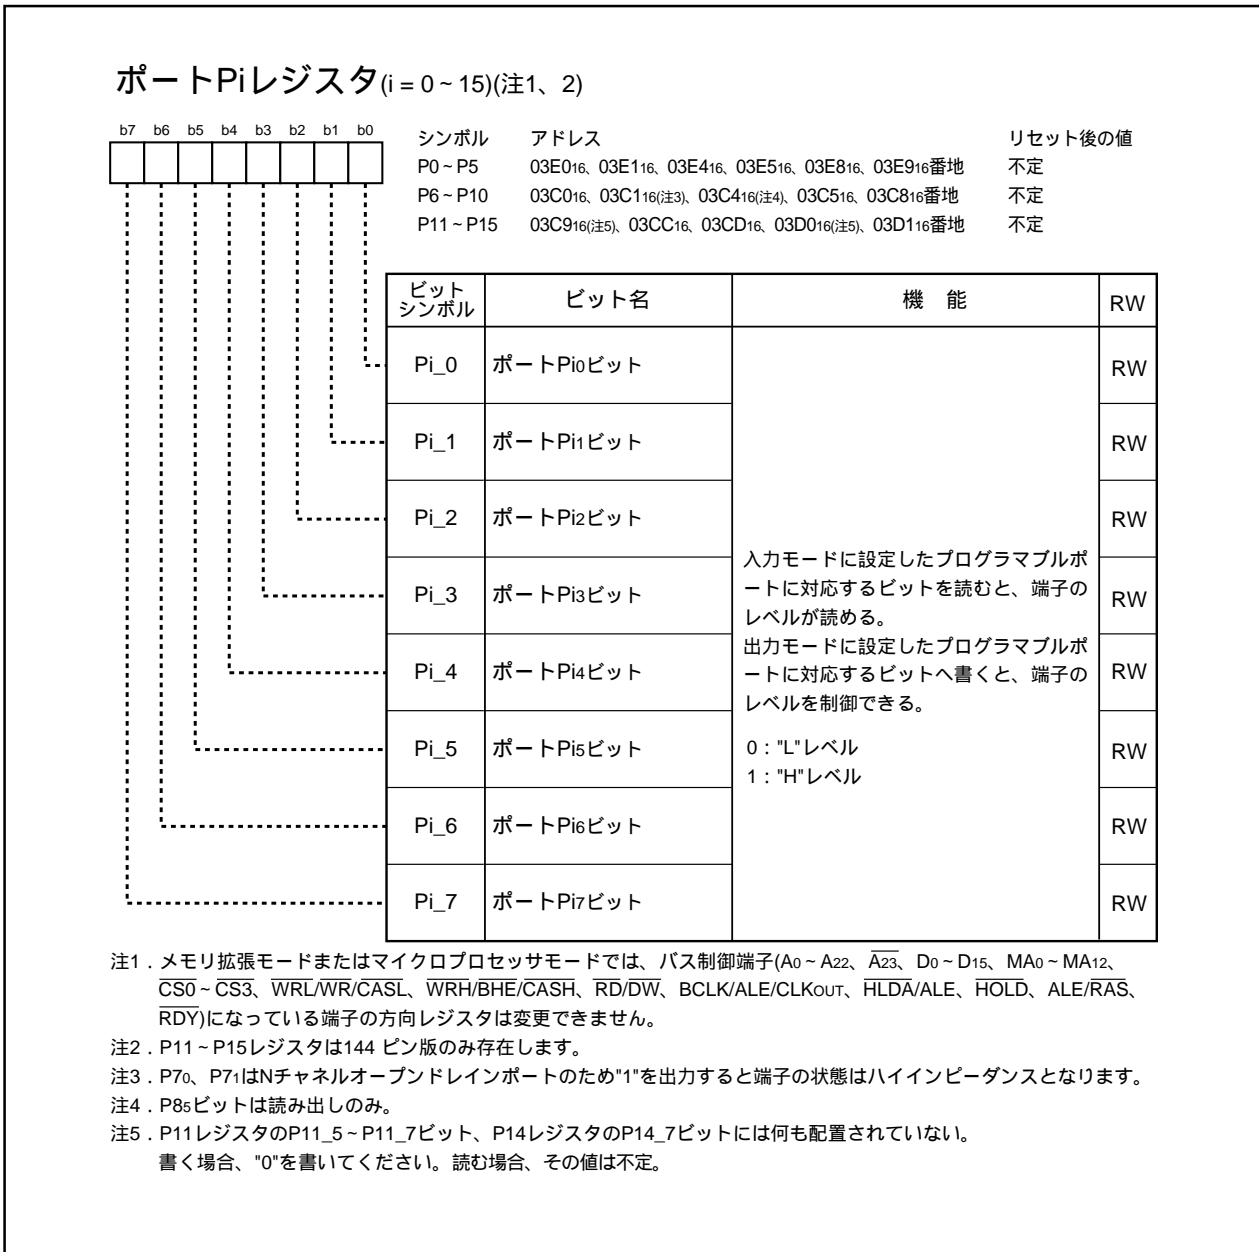 ポートPiレジスタ(i = 0 ~ 15)(注1、2)
b7 b6 b5 b4 b3 b2 b1 b0
シンボル アドレス リセット後の値
P0 ~ P5 03E016、03E116、03E416、03E516、03E816、03E916番地 不定
P6 ~ P10 03C016、03C116(注3)、03C416(注4)、03C516、03C816番地 不定
P11 ~ P15 03C916(注5)、03CC16、03CD16、03D016(注5)、03D116番地 不定
ビット
シンボル ビット名 機 能 RW
Pi_0 ポートPi0ビット RW
Pi_1 ポートPi1ビット RW
Pi_2 ポートPi2ビット RW
Pi_3 ポートPi3ビット RW
Pi_4 ポートPi4ビット RW
Pi_5 ポートPi5ビット RW
Pi_6 ポートPi6ビット RW
Pi_7 ポートPi7ビット RW
入力モードに設定したプログラマブルポ
ートに対応するビットを読むと、端子の
レベルが読める。
出力モードに設定したプログラマブルポ
ートに対応するビットへ書くと、端子の
レベルを制御できる。
0 : "L"レベル
1 : "H"レベル
注1 . メモリ拡張モードまたはマイクロプロセッサモードでは、バス制御端子(A0 ~ A22、A23、D0 ~ D15、MA0 ~ MA12、
CS0 ~ CS3、WRL/WR/CASL、WRH/BHE/CASH、RD/DW、BCLK/ALE/CLKOUT、HLDA/ALE、HOLD、ALE/RAS、
RDY)になっている端子の方向レジスタは変更できません。
注2 . P11 ~ P15レジスタは144 ピン版のみ存在します。
注3 . P70、P71はNチャネルオープンドレインポートのため"1"を出力すると端子の状態はハイインピーダンスとなります。
注4 . P85ビットは読み出しのみ。
注5 . P11レジスタのP11_5 ~ P11_7ビット、P14レジスタのP14_7ビットには何も配置されていない。
書く場合、"0"を書いてください。読む場合、その値は不定。